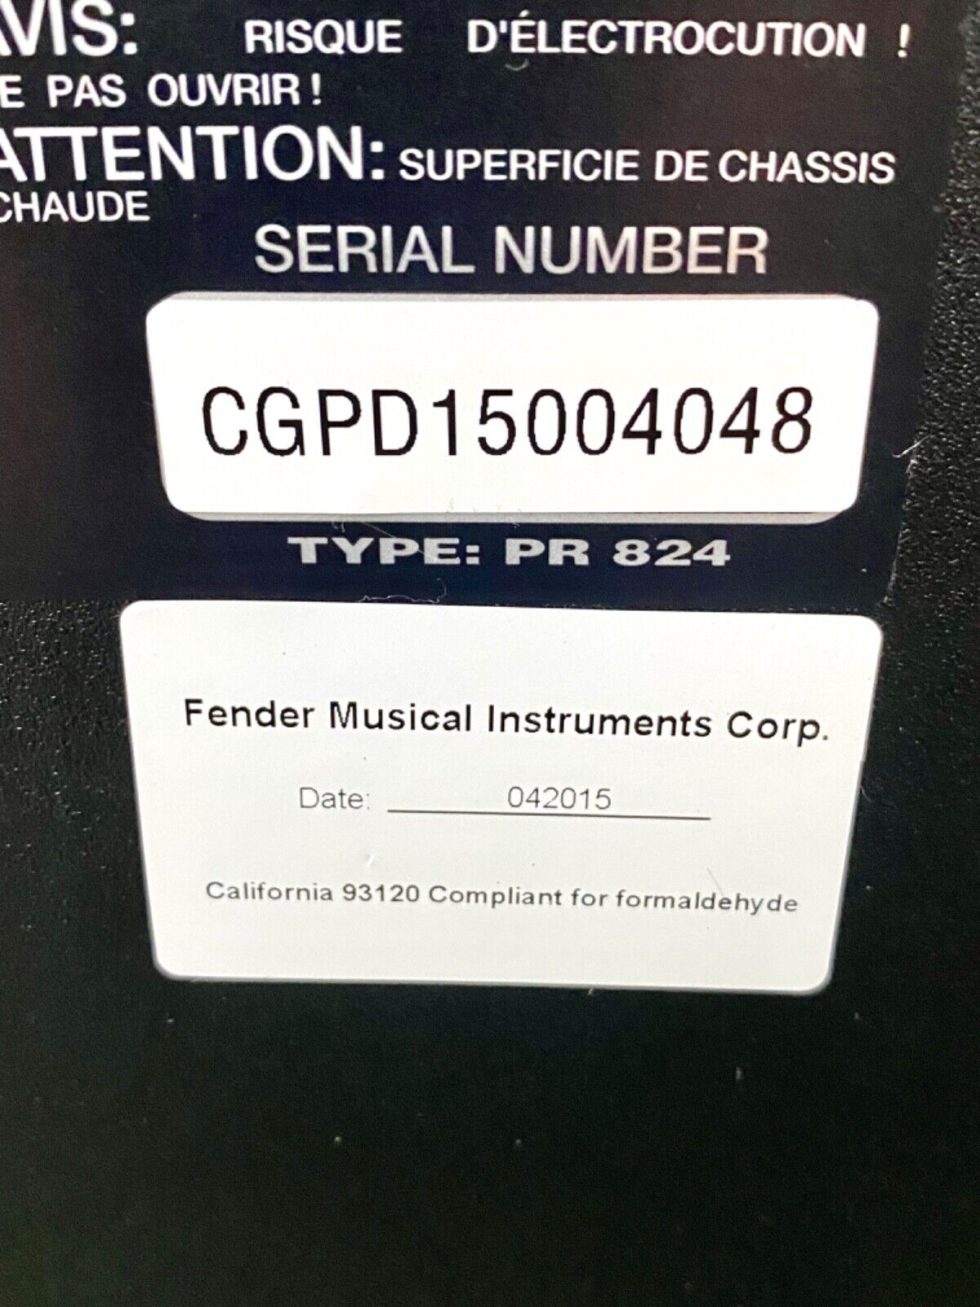 AVIS: RISQUE D'ÉLECTROCUTION !
E PAS OUVRIR !
ATTENTION: SUPERFICIE DE CHASSIS
CHAUDE
SERIAL NUMBER
CGPD15004048
TYPE: PR 824
Fender Musical Instruments Corp.
Date: 042015
California 93120 Compliant for formaldehyde